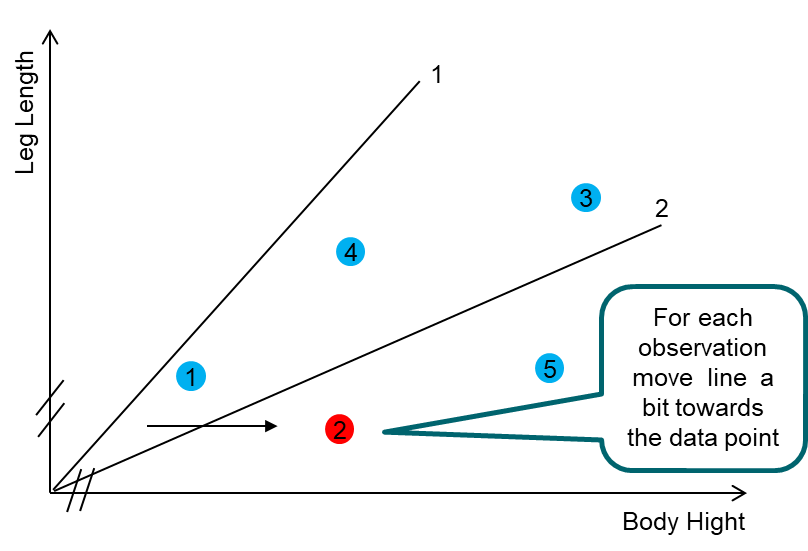 Leg Length
1
2
3
4
1
5
2
For each
observation
move line a
bit towards
the data point
Body Hight